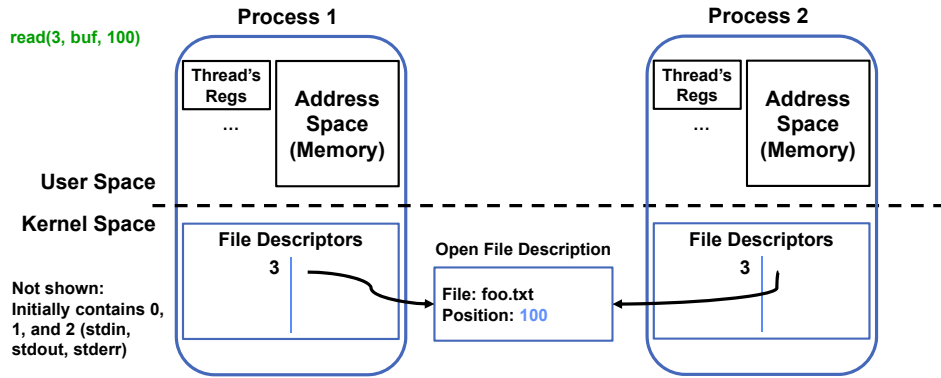 Process 1
Process 2
read(3, buf, 100)
Thread's
Regs
...
Address
Space
(Memory)
Thread's
Regs
...
Address
Space
(Memory)
User Space
Kernel Space
File Descriptors
3
Open File Description
File: foo.txt
Position: 100
File Descriptors
3
Not shown:
Initially contains 0,
1, and 2 (stdin,
stdout, stderr)